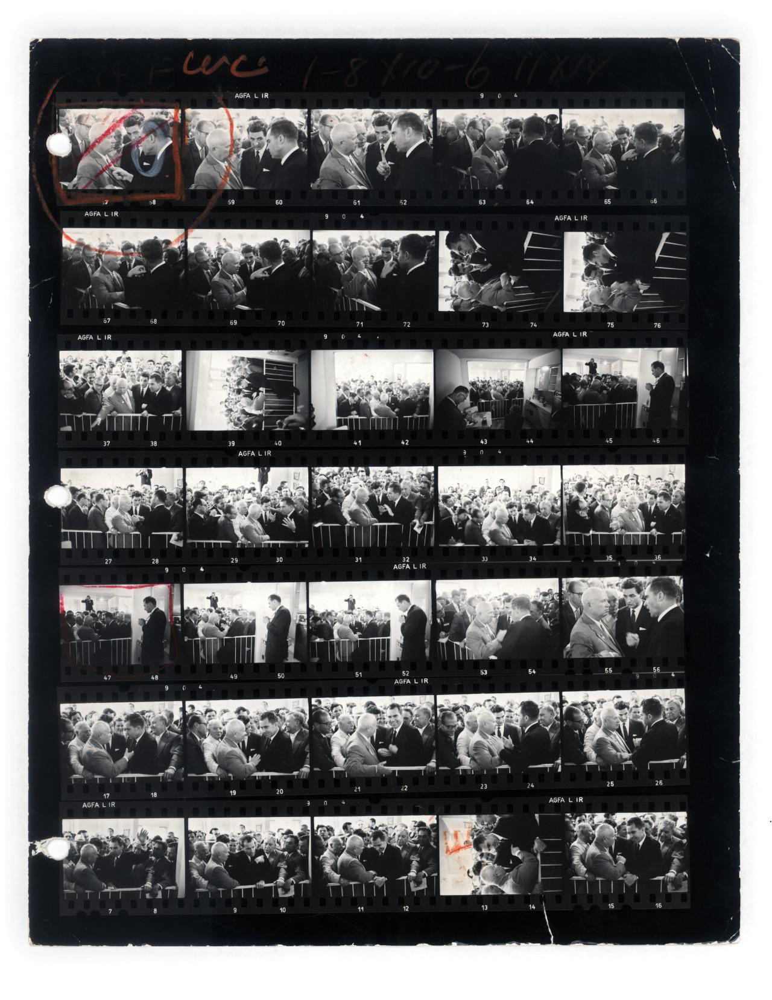 1-8X10-6 11X14
AGFA L IR 9 0 4
57 58 59 60 61 62 63 64 65 66
AGFA L IR 9 0 4 AGFA L IR
67 68 69 70 71 72 73 74 75 76
AGFA L IR 9 0 4 AGFA L IR
37 38 39 40 41 42 43 44 45 46
AGFA L IR 9 0 4
27 28 29 30 31 32 33 34 35 36
9 0 4 AGFA L IR 9 0 4
47 48 49 50 51 52 53 54 55 56
9 0 4 AGFA L IR 9 0 4
17 18 19 20 21 22 23 24 25 26
AGFA L IR 9 0 4 AGFA L IR
7 8 9 10 11 12 13 14 15 16